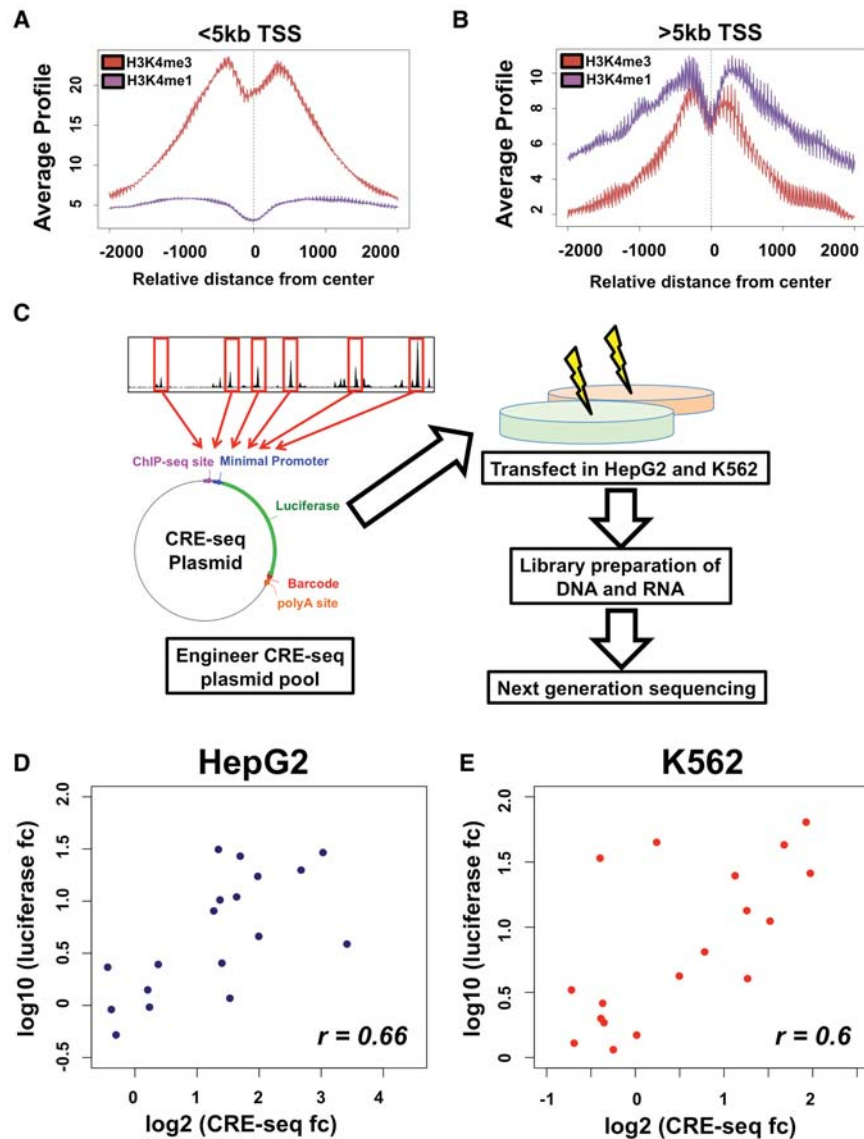 A
<5kb TSS
H3K4me3
H3K4me1
Average Profile
20
15
10
5
-2000
-1000
0
1000
2000
Relative distance from center
B
>5kb TSS
H3K4me3
H3K4me1
Average Profile
10
8
6
4
2
-2000
-1000
0
1000
2000
Relative distance from center
C
ChIP-seq site
Minimal Promoter
Luciferase
CRE-seq
Plasmid
Barcode
polyA site
Engineer CRE-seq
plasmid pool
Transfect in HepG2 and K562
Library preparation of
DNA and RNA
Next generation sequencing
D
HepG2
log10 (luciferase fc)
2.0
1.5
1.0
0.5
0
-0.5
0
1
2
3
4
r = 0.66
log2 (CRE-seq fc)
E
K562
log10 (luciferase fc)
2.0
1.5
1.0
0.5
0
-1
0
1
2
r = 0.6
log2 (CRE-seq fc)